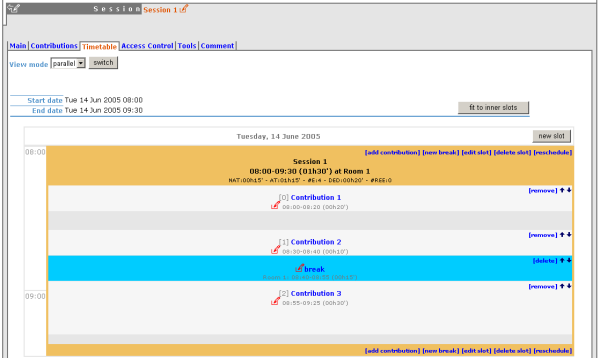 Session Session 1
Main Contributions Timetable Access Control Tools Comment
View mode parallel switch
Start date Tue 14 Jun 2005 08:00
End date Tue 14 Jun 2005 09:30
fit to inner slots
Tuesday, 14 June 2005 new slot
08:00 [add contribution] [new break] [edit slot] [delete slot] [reschedule]
Session 1
08:00-09:30 (01h30') at Room 1
NAT:00h15' - AT:01h15' - #E:4 - DED:00h20' - #REE:0
[remove]
[0] Contribution 1
08:00-08:20 (00h20')
[remove]
[1] Contribution 2
08:30-08:40 (00h10')
[delete]
break
Room 1: 08:40-08:55 (00h15')
[remove]
09:00 [2] Contribution 3
08:55-09:25 (00h30')
[add contribution] [new break] [edit slot] [delete slot] [reschedule]